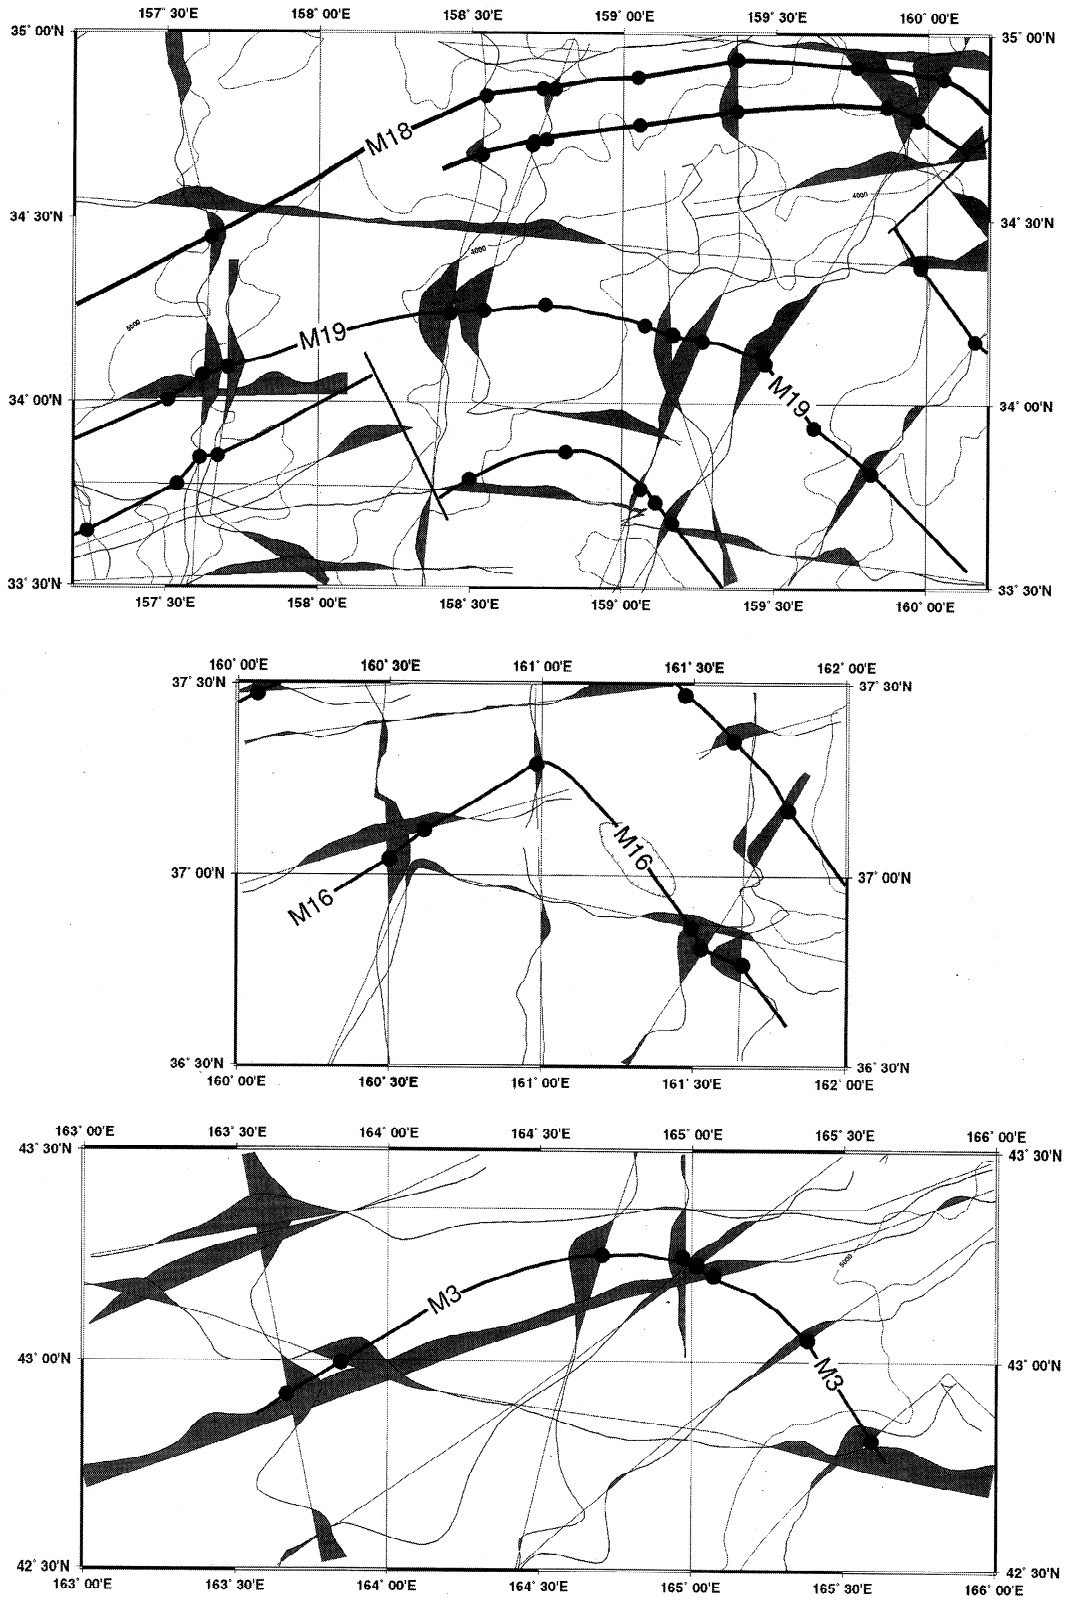 157° 30'E 158° 00'E 158° 30'E 159° 00'E 159° 30'E 160° 00'E
35° 00'N 35° 00'N
M18
4000
34° 30'N 34° 30'N
4000
5000
M19
M19
34° 00'N 34° 00'N
33° 30'N 33° 30'N
157° 30'E 158° 00'E 158° 30'E 159° 00'E 159° 30'E 160° 00'E
160° 00'E 160° 30'E 161° 00'E 161° 30'E 162° 00'E
37° 30'N 37° 30'N
M16
37° 00'N 37° 00'N
M16
36° 30'N 36° 30'N
160° 00'E 160° 30'E 161° 00'E 161° 30'E 162° 00'E
163° 00'E 163° 30'E 164° 00'E 164° 30'E 165° 00'E 165° 30'E 166° 00'E
43° 30'N 43° 30'N
5000
M3
43° 00'N 43° 00'N
M3
42° 30'N 42° 30'N
163° 00'E 163° 30'E 164° 00'E 164° 30'E 165° 00'E 165° 30'E 166° 00'E